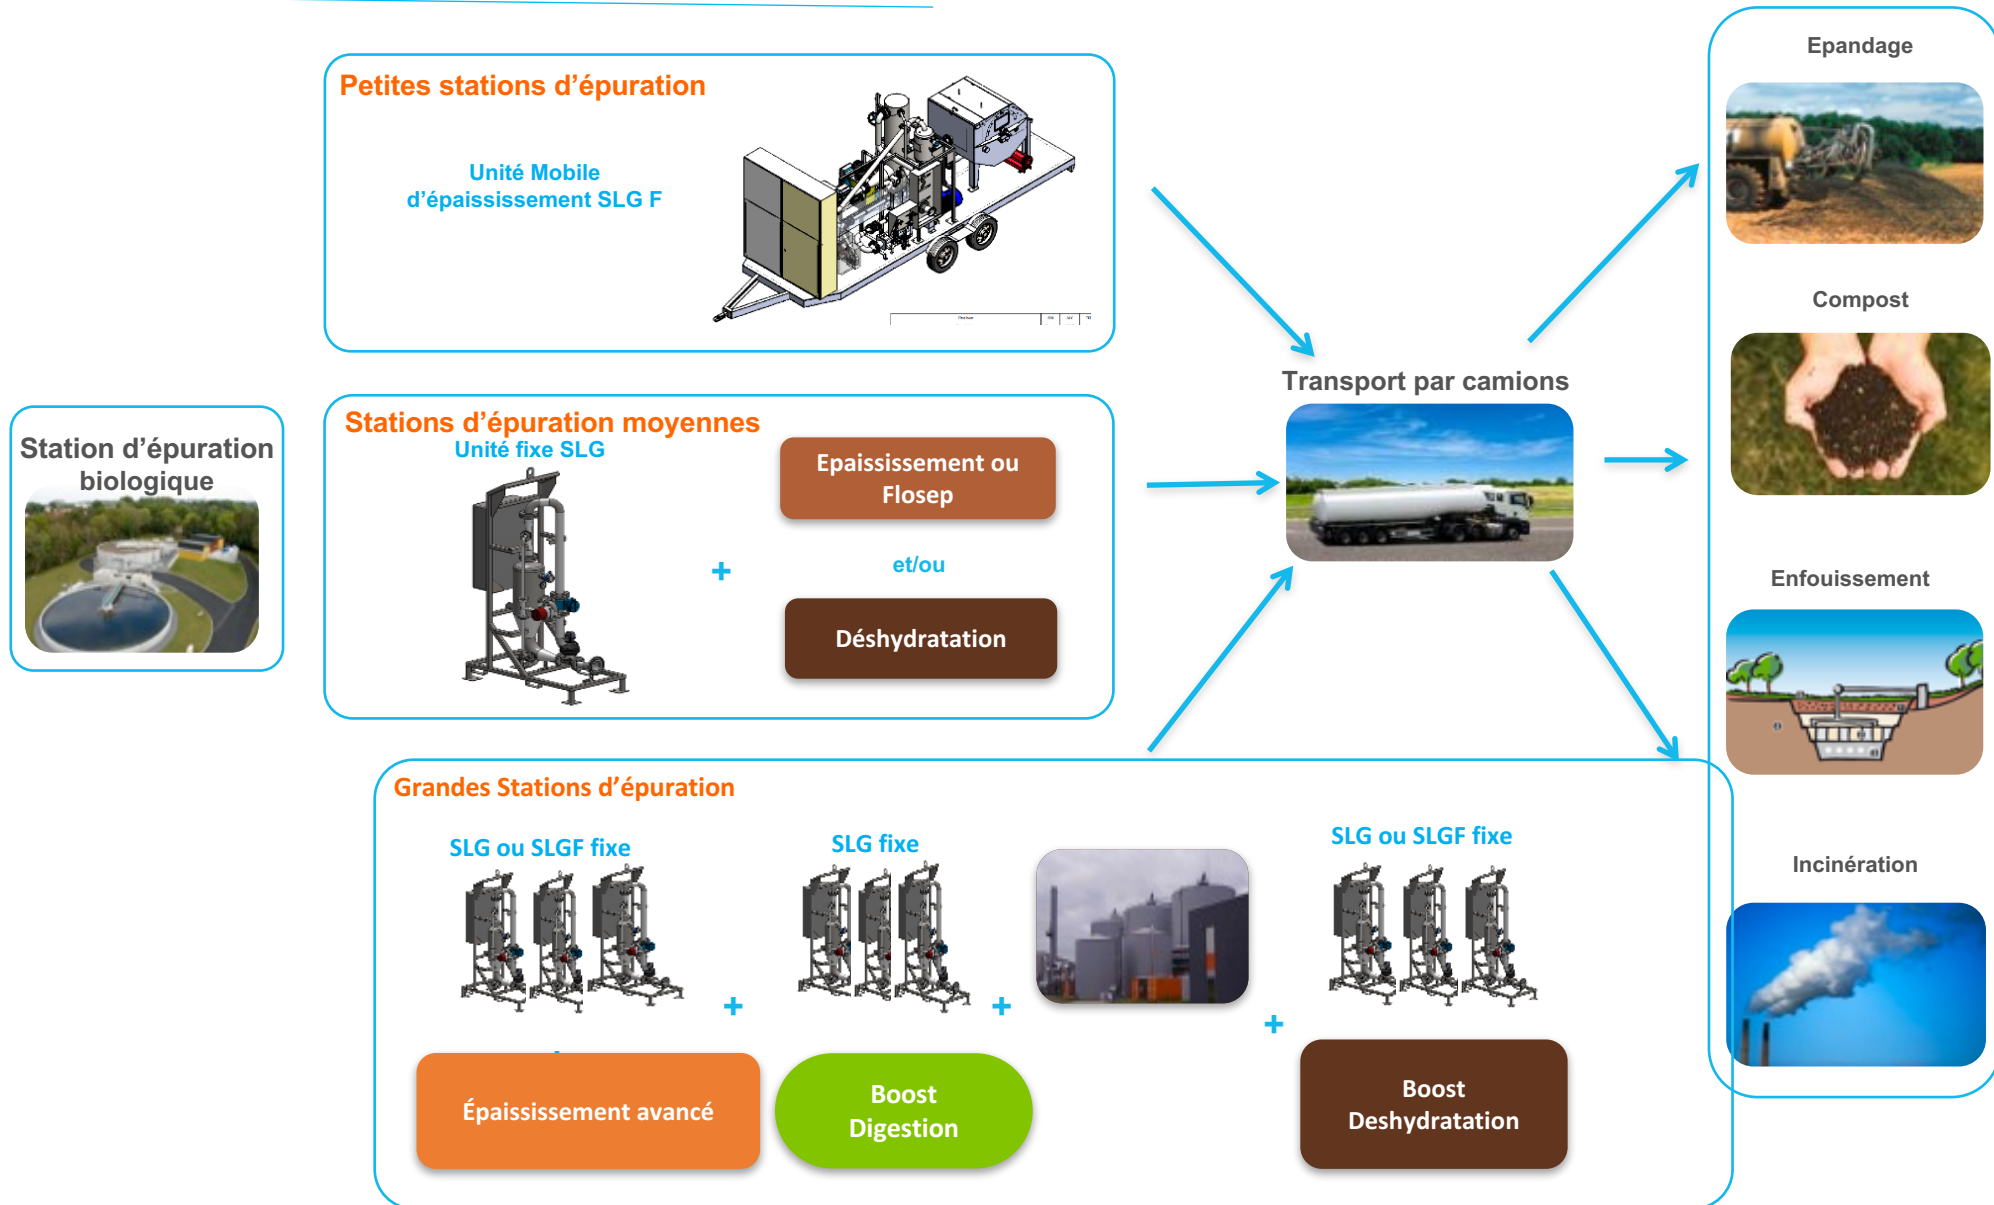 Petites stations d'épuration
Unité Mobile
d'épaississement SLG F
Station d'épuration
biologique
Stations d'épuration moyennes
Unité fixe SLG
+
Epaississement ou
Flosep
et/ou
Déshydratation
Grandes Stations d'épuration
SLG ou SLGF fixe
+
Épaississement avancé
SLG fixe
+
Boost
Digestion
+
SLG ou SLGF fixe
Boost
Deshydratation
Transport par camions
Epandage
Compost
Enfouissement
Incinération